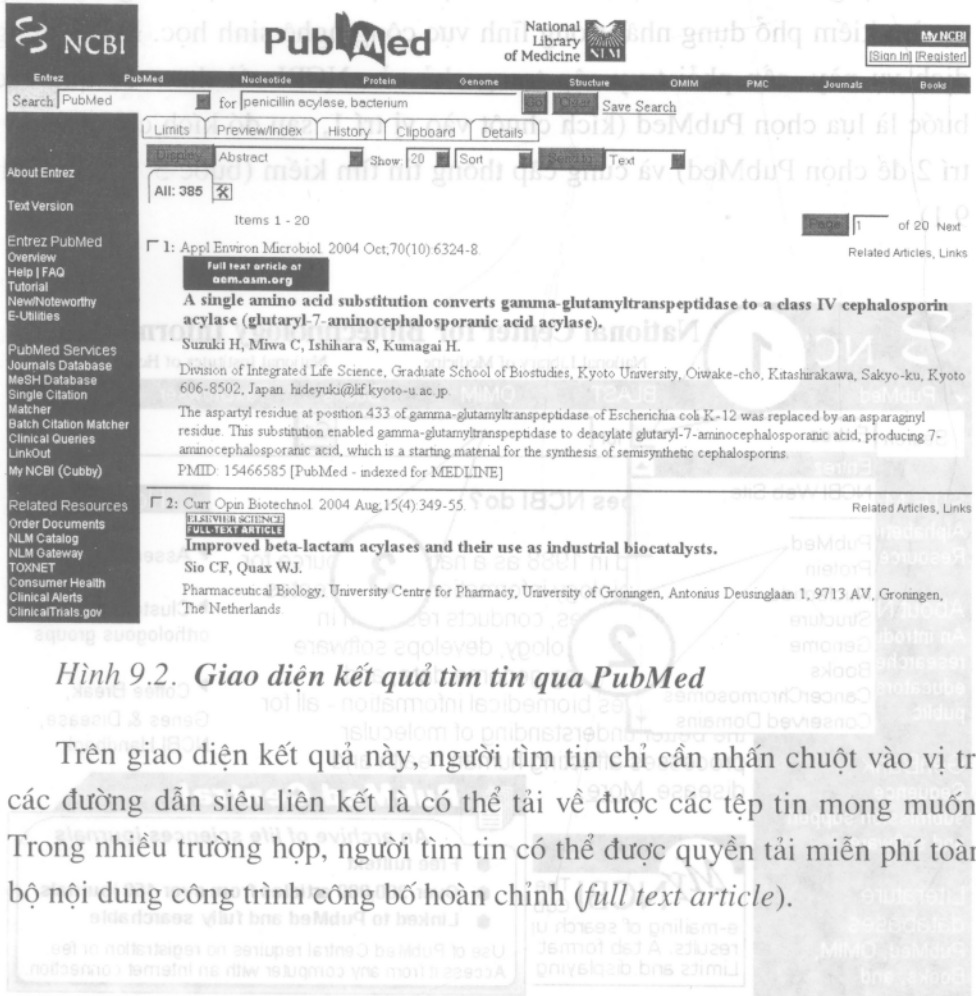 NCBI
PubMed
National
Library
of Medicine NLM
My NCBI
[Sign In] [Register]
Entrez PubMed Nucleotide Protein Genome Structure OMIM PMC Journals Books
Search PubMed for penicillin acylase, bacterium Go Clear Save Search
Limits Preview/Index History Clipboard Details
Display Abstract Show: 20 Sort Send to Text
All: 385
Items 1 - 20
Page 1 of 20 Next
About Entrez
Text Version
Entrez PubMed
Overview
Help | FAQ
Tutorial
New/Noteworthy
E-Utilities
PubMed Services
Journals Database
MeSH Database
Single Citation
Matcher
Batch Citation Matcher
Clinical Queries
LinkOut
My NCBI (Cubby)
Related Resources
Order Documents
NLM Catalog
NLM Gateway
TOXNET
Consumer Health
Clinical Alerts
ClinicalTrials.gov
1: Appl Environ Microbiol. 2004 Oct;70(10):6324-8.
Related Articles, Links
Full text article at
aem.asm.org
A single amino acid substitution converts gamma-glutamyltranspeptidase to a class IV cephalosporin
acylase (glutaryl-7-aminocephalosporanic acid acylase).
Suzuki H, Miwa C, Ishihara S, Kumagai H.
Division of Integrated Life Science, Graduate School of Biostudies, Kyoto University, Oiwake-cho, Kitashirakawa, Sakyo-ku, Kyoto
606-8502, Japan. hideyuki@lif.kyoto-u.ac.jp
The aspartyl residue at position 433 of gamma-glutamyltranspeptidase of Escherichia coli K-12 was replaced by an asparaginyl
residue. This substitution enabled gamma-glutamyltranspeptidase to deacylate glutaryl-7-aminocephalosporanic acid, producing 7-
aminocephalosporanic acid, which is a starting material for the synthesis of semisynthetic cephalosporins.
PMID: 15466585 [PubMed - indexed for MEDLINE]
2: Curr Opin Biotechnol. 2004 Aug;15(4):349-55.
Related Articles, Links
ELSEVIER SCIENCE
FULL-TEXT ARTICLE
Improved beta-lactam acylases and their use as industrial biocatalysts.
Sio CF, Quax WJ.
Pharmaceutical Biology, University Centre for Pharmacy, University of Groningen, Antonius Deusinglaan 1, 9713 AV, Groningen,
The Netherlands.
Hình 9.2. Giao diện kết quả tìm tin qua PubMed
Trên giao diện kết quả này, người tìm tin chỉ cần nhấn chuột vào vị tr
các đường dẫn siêu liên kết là có thể tải về được các tệp tin mong muốn
Trong nhiều trường hợp, người tìm tin có thể được quyền tải miễn phí toàn
bộ nội dung công trình công bố hoàn chỉnh (full text article).